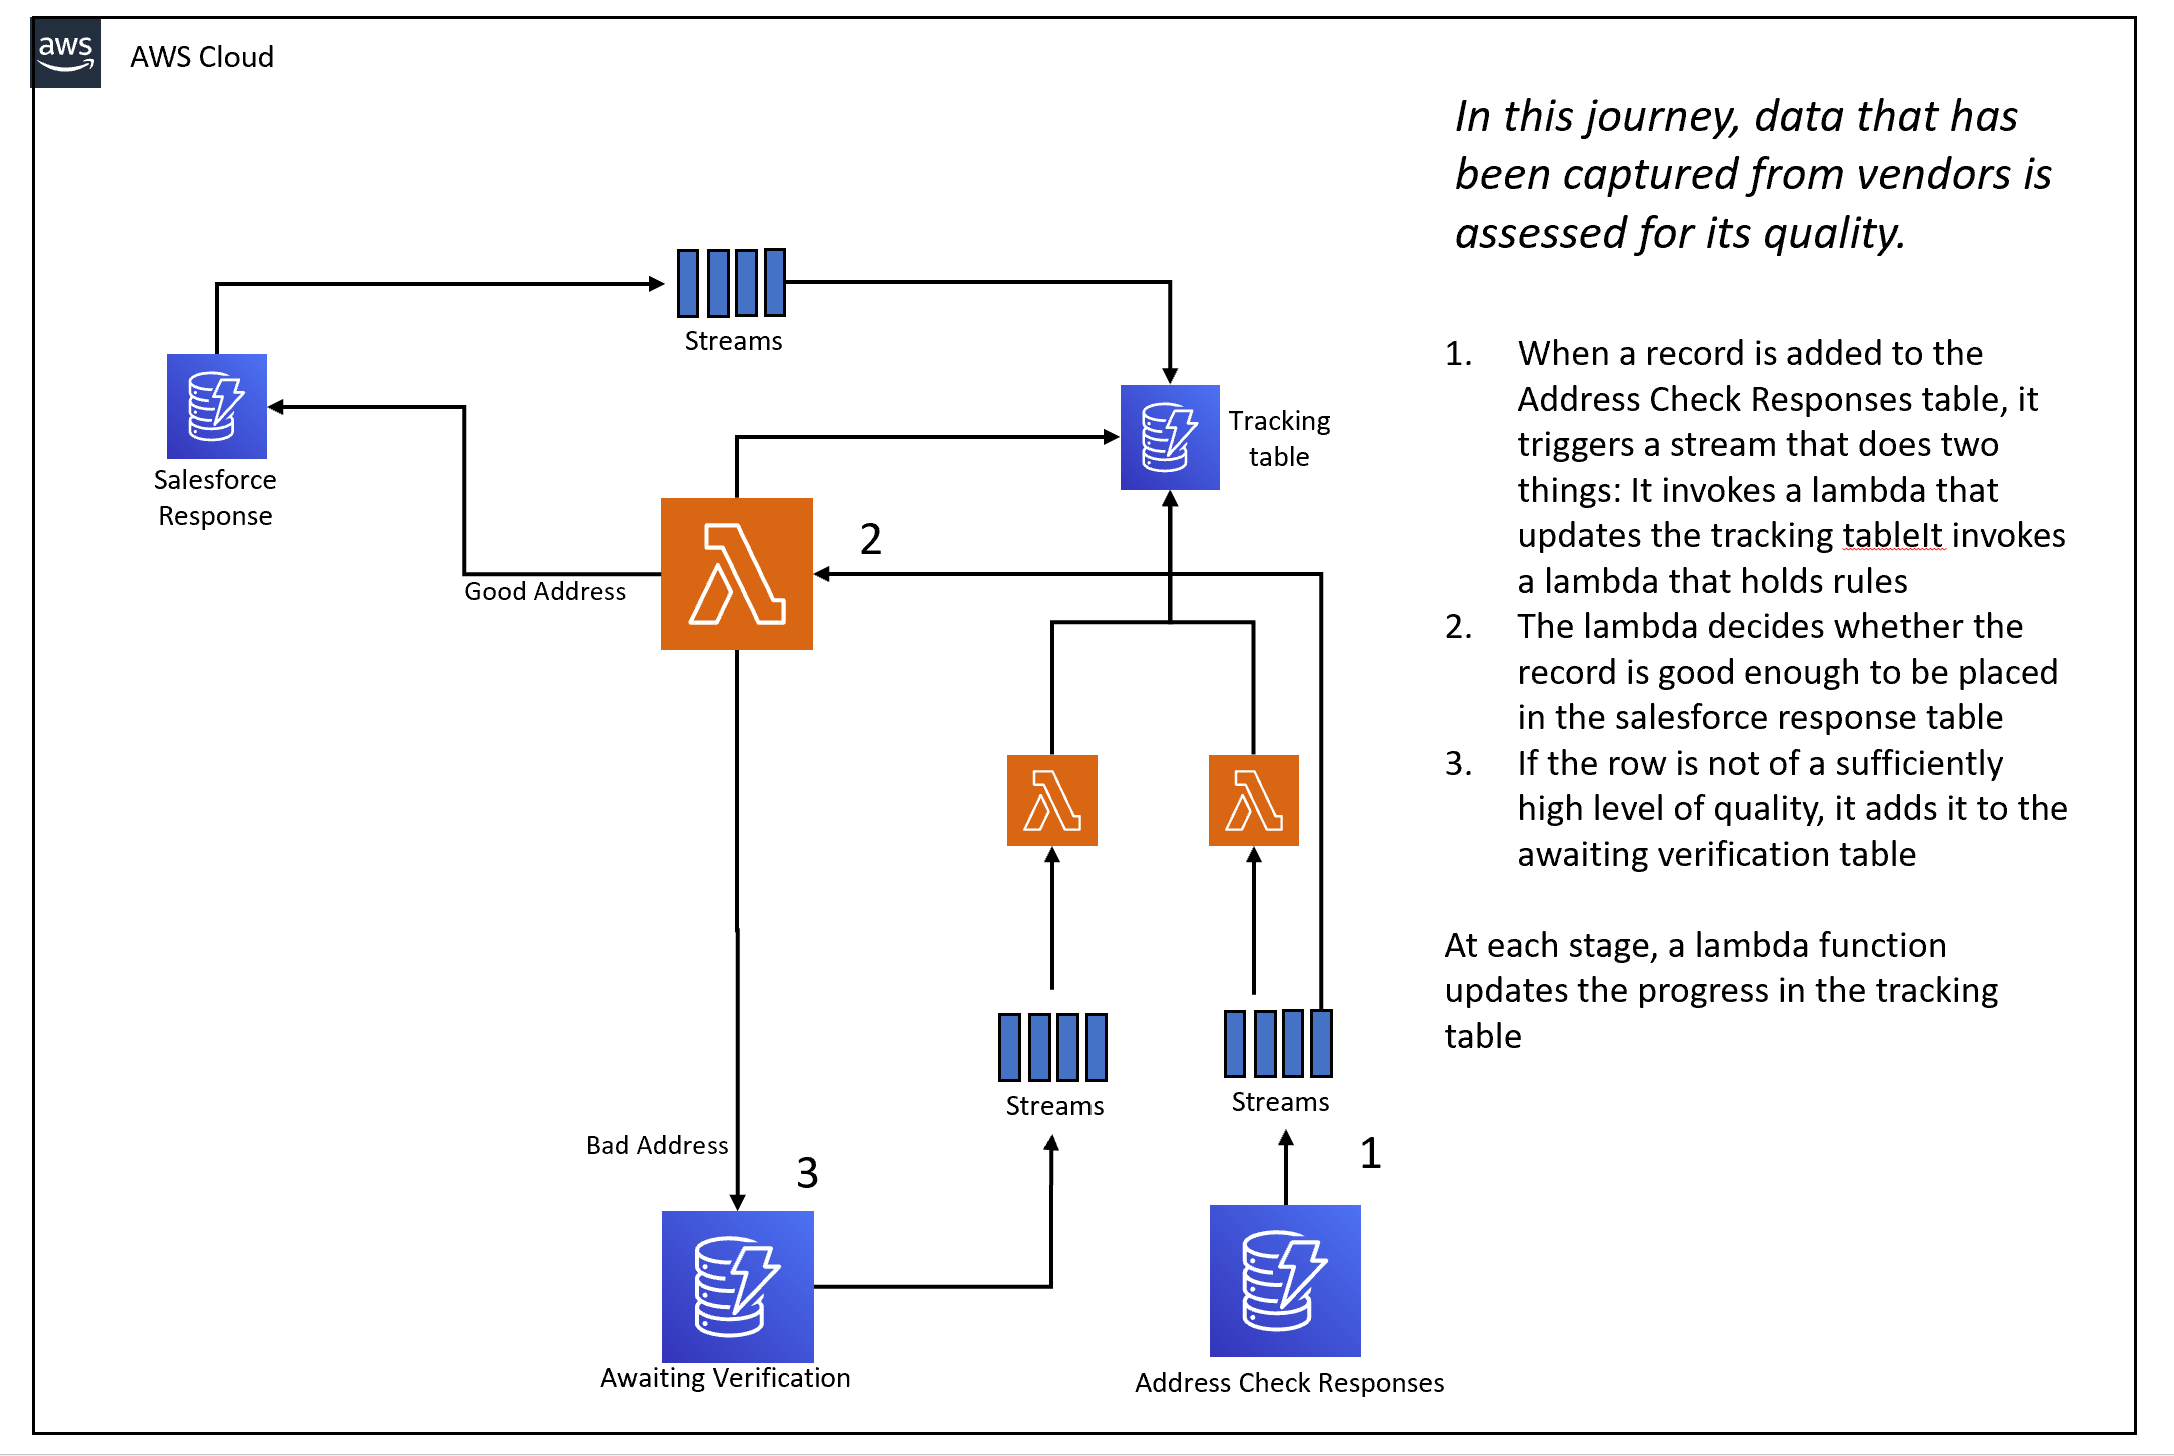 aws
AWS Cloud
In this journey, data that has
been captured from vendors is
assessed for its quality.
Streams
Salesforce
Response
Tracking
table
2
Good Address
1. When a record is added to the
Address Check Responses table, it
triggers a stream that does two
things: It invokes a lambda that
updates the tracking tableIt invokes
a lambda that holds rules
2. The lambda decides whether the
record is good enough to be placed
in the salesforce response table
3. If the row is not of a sufficiently
high level of quality, it adds it to the
awaiting verification table
At each stage, a lambda function
updates the progress in the tracking
table
Streams
Streams
Bad Address
3
1
Awaiting Verification
Address Check Responses